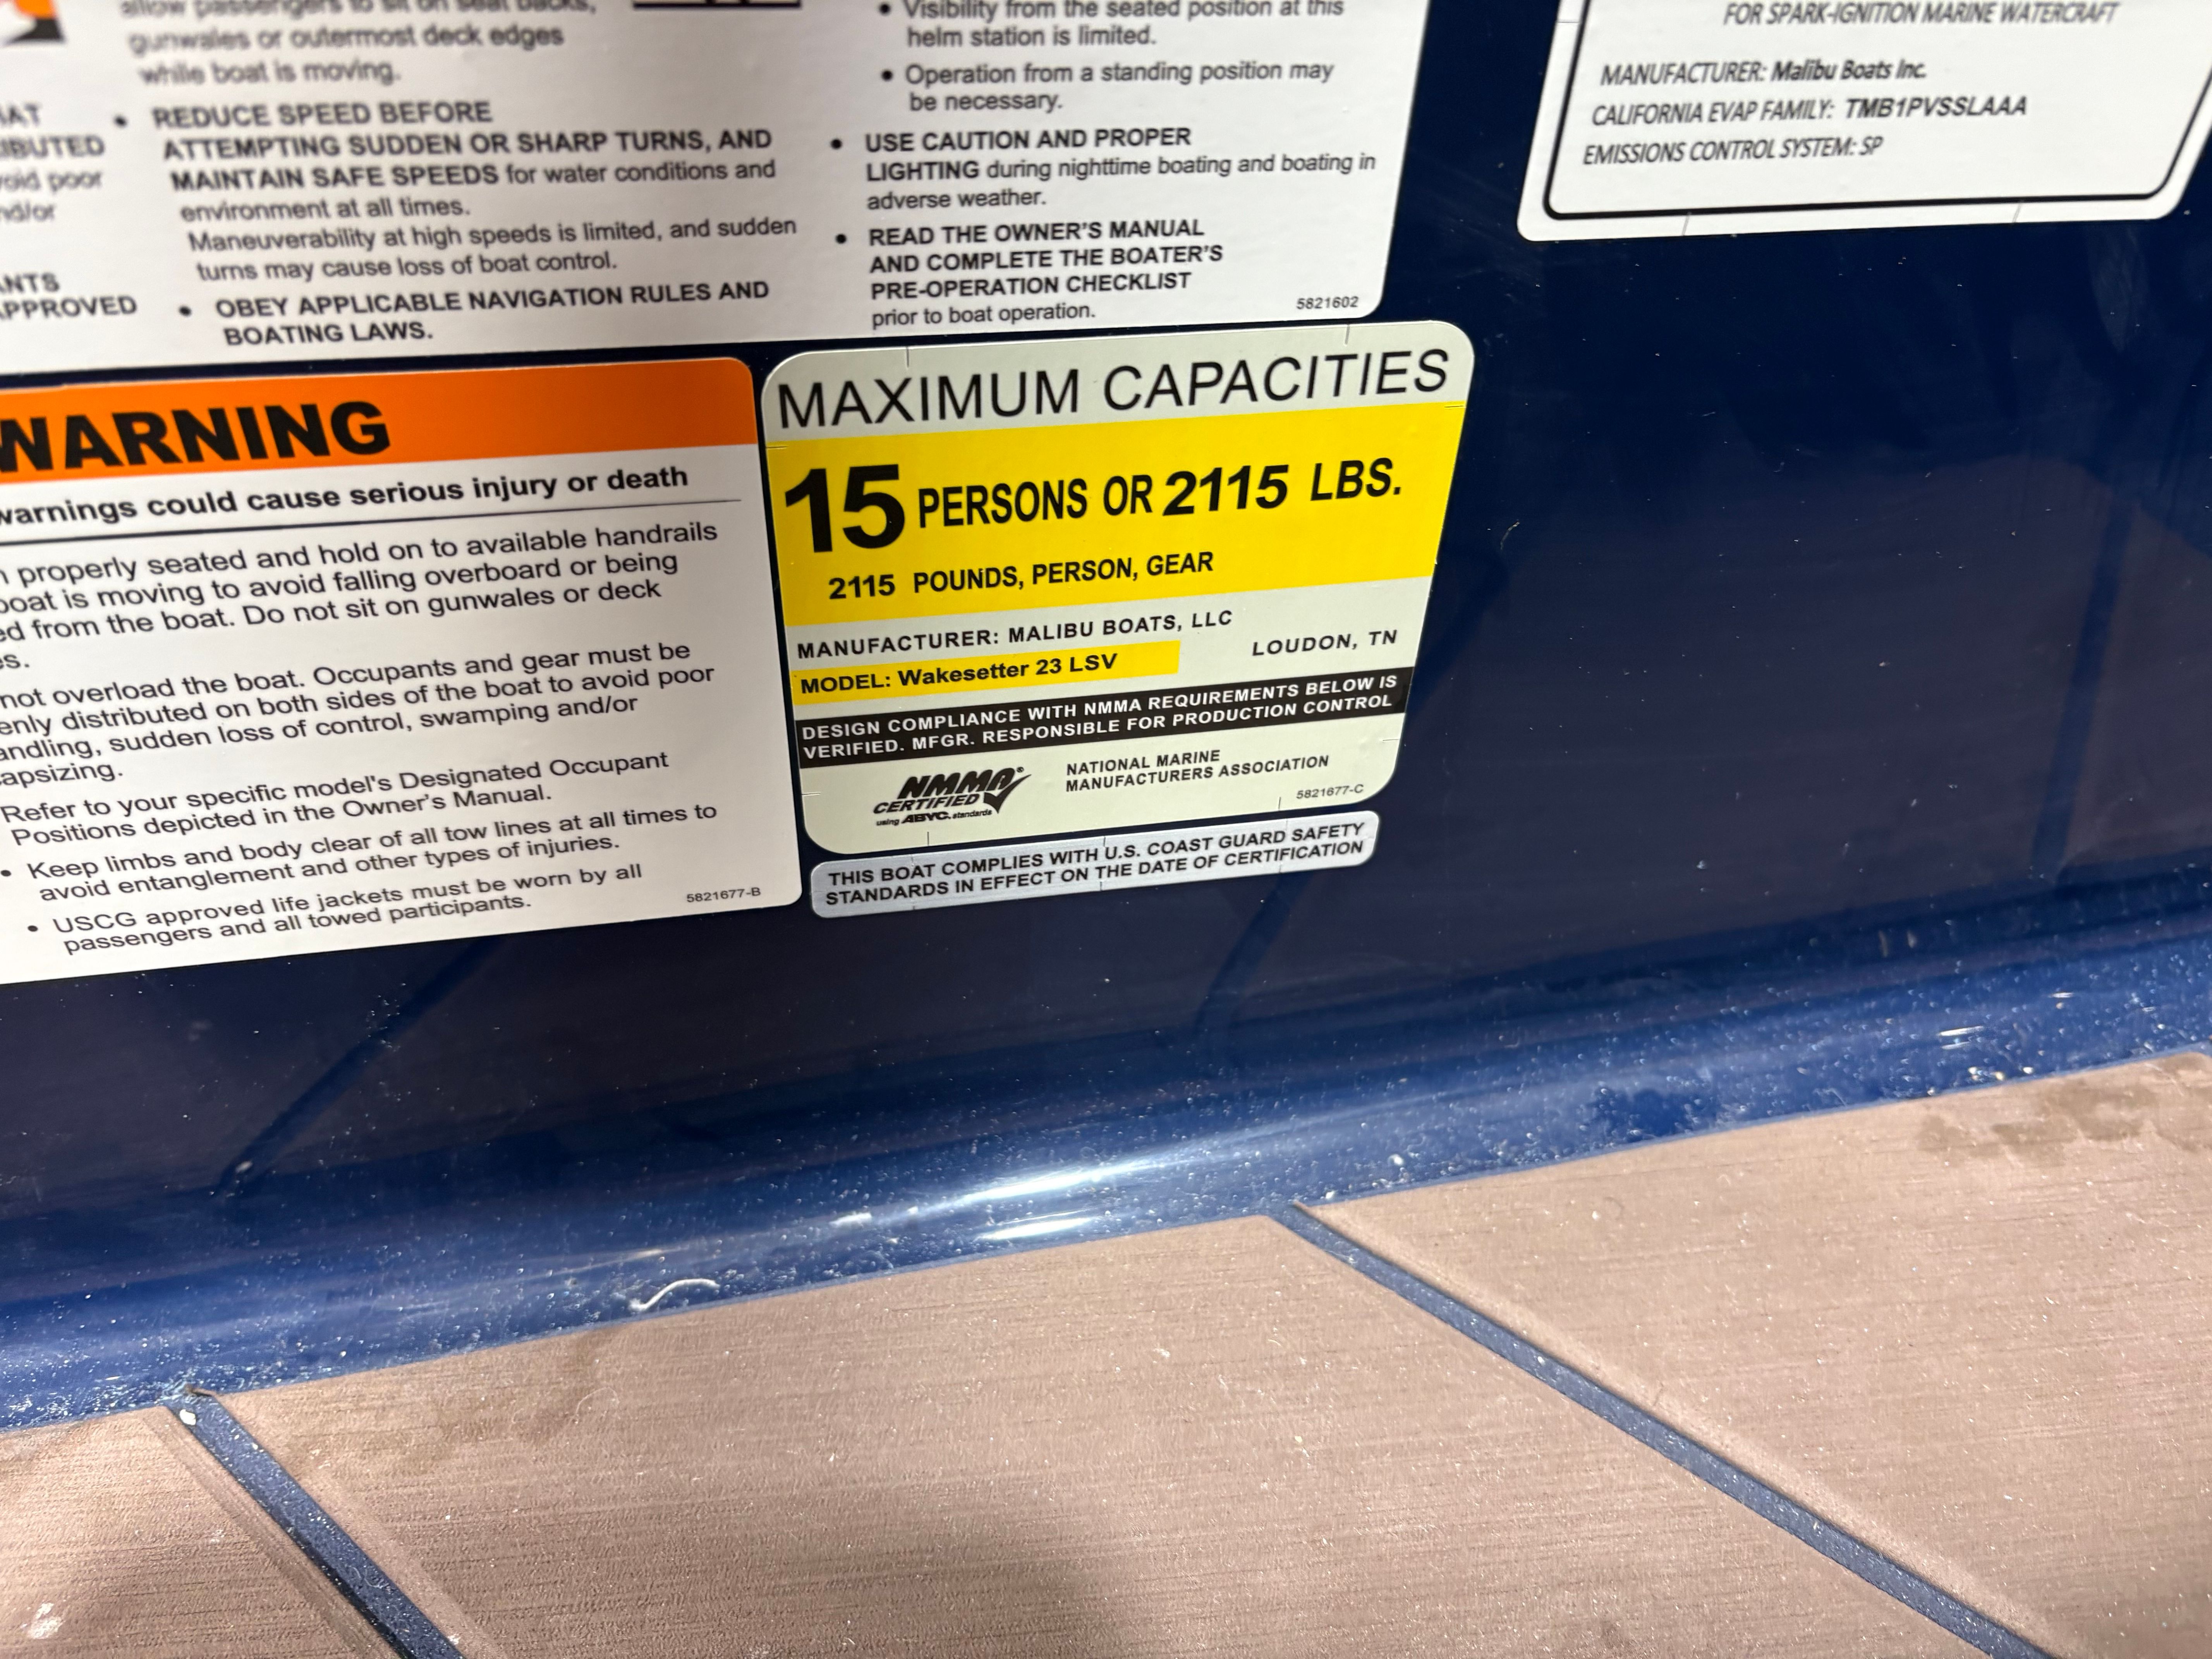 allow passengers to sit on seat backs,
gunwales or outermost deck edges
while boat is moving.
• REDUCE SPEED BEFORE
ATTEMPTING SUDDEN OR SHARP TURNS, AND
MAINTAIN SAFE SPEEDS for water conditions and
environment at all times.
Maneuverability at high speeds is limited, and sudden
turns may cause loss of boat control.
• OBEY APPLICABLE NAVIGATION RULES AND
BOATING LAWS.
• Visibility from the seated position at this
helm station is limited.
• Operation from a standing position may
be necessary.
• USE CAUTION AND PROPER
LIGHTING during nighttime boating and boating in
adverse weather.
• READ THE OWNER'S MANUAL
AND COMPLETE THE BOATER'S
PRE-OPERATION CHECKLIST
prior to boat operation.
5821602
FOR SPARK-IGNITION MARINE WATERCRAFT
MANUFACTURER: Malibu Boats Inc.
CALIFORNIA EVAP FAMILY: TMB1PVSSLAAA
EMISSIONS CONTROL SYSTEM: SP
WARNING
warnings could cause serious injury or death
properly seated and hold on to available handrails
boat is moving to avoid falling overboard or being
from the boat. Do not sit on gunwales or deck
not overload the boat. Occupants and gear must be
distributed on both sides of the boat to avoid poor
handling, sudden loss of control, swamping and/or
capsizing.
Refer to your specific model's Designated Occupant
Positions depicted in the Owner's Manual.
• Keep limbs and body clear of all tow lines at all times to
avoid entanglement and other types of injuries.
• USCG approved life jackets must be worn by all
passengers and all towed participants.
5821677-B
MAXIMUM CAPACITIES
15 PERSONS OR 2115 LBS.
2115 POUNDS, PERSON, GEAR
MANUFACTURER: MALIBU BOATS, LLC
LOUDON, TN
MODEL: Wakesetter 23 LSV
DESIGN COMPLIANCE WITH NMMA REQUIREMENTS BELOW IS
VERIFIED. MFGR. RESPONSIBLE FOR PRODUCTION CONTROL
NMMA®
CERTIFIED
using ABYC. standards
NATIONAL MARINE
MANUFACTURERS ASSOCIATION
5821677-C
THIS BOAT COMPLIES WITH U.S. COAST GUARD SAFETY
STANDARDS IN EFFECT ON THE DATE OF CERTIFICATION